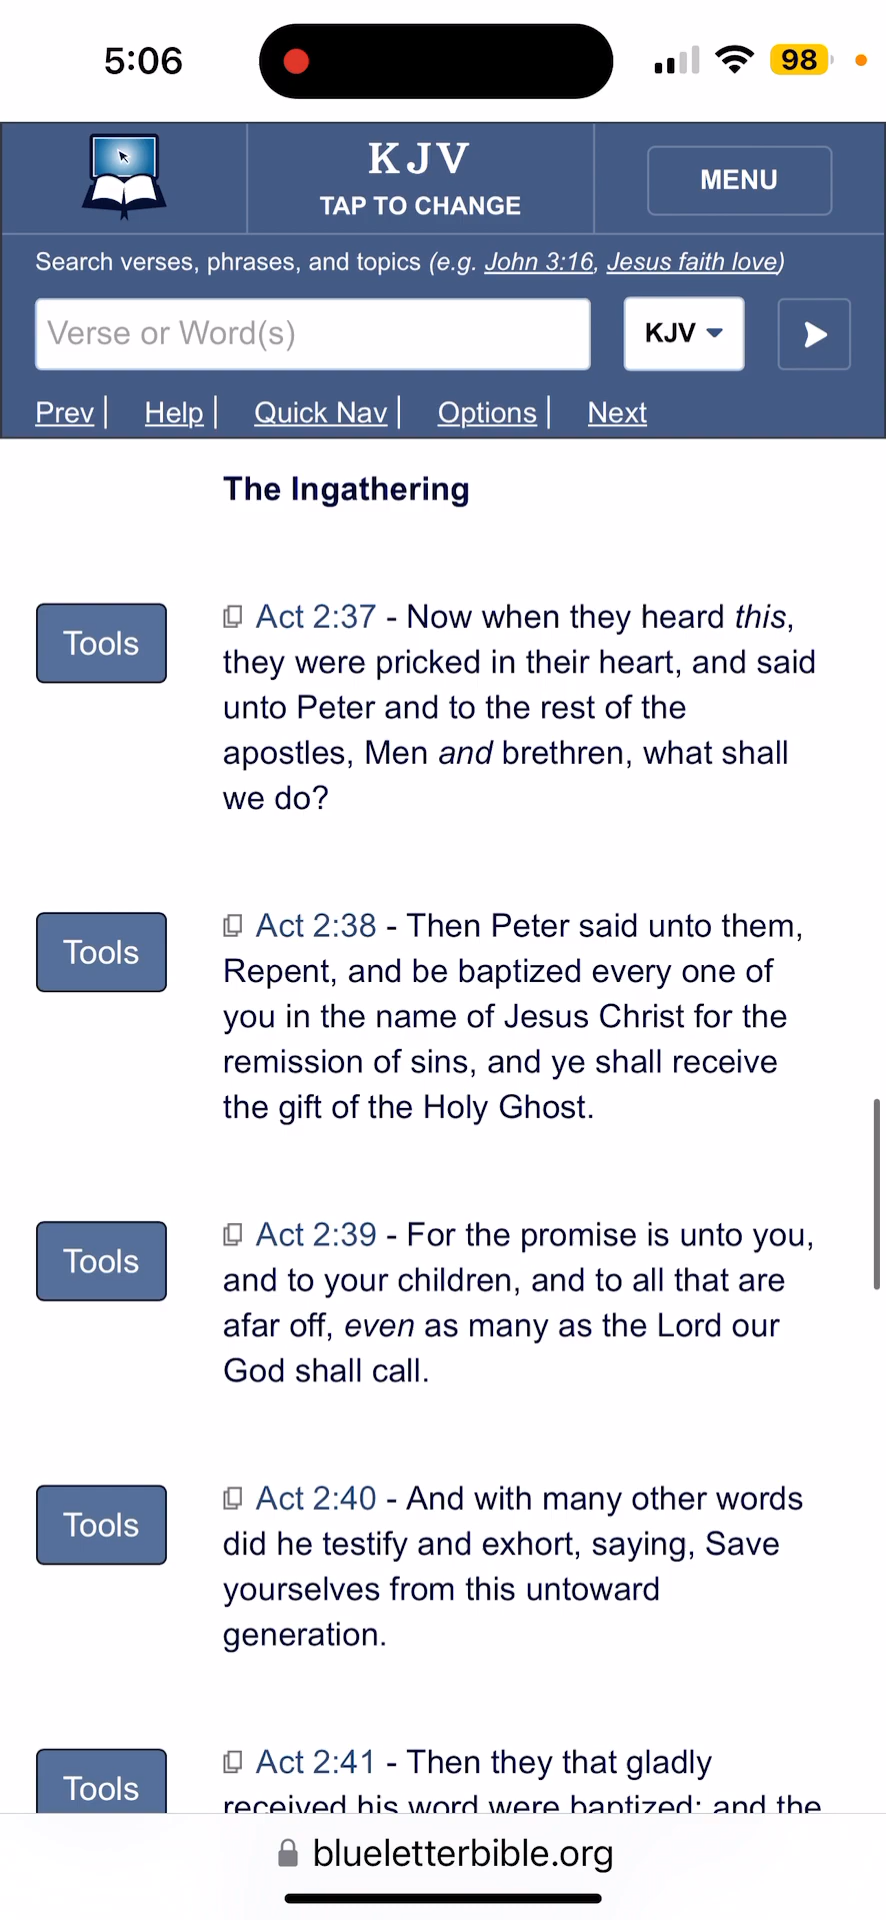 5:06
98
KJV
TAP TO CHANGE
MENU
Search verses, phrases, and topics (e.g. John 3:16, Jesus faith love)
Verse or Word(s)
KJV
Prev | Help | Quick Nav | Options | Next
The Ingathering
Tools
Act 2:37 - Now when they heard this,
they were pricked in their heart, and said
unto Peter and to the rest of the
apostles, Men and brethren, what shall
we do?
Tools
Act 2:38 - Then Peter said unto them,
Repent, and be baptized every one of
you in the name of Jesus Christ for the
remission of sins, and ye shall receive
the gift of the Holy Ghost.
Tools
Act 2:39 - For the promise is unto you,
and to your children, and to all that are
afar off, even as many as the Lord our
God shall call.
Tools
Act 2:40 - And with many other words
did he testify and exhort, saying, Save
yourselves from this untoward
generation.
Tools
Act 2:41 - Then they that gladly
received his word were baptized: and the
blueletterbible.org